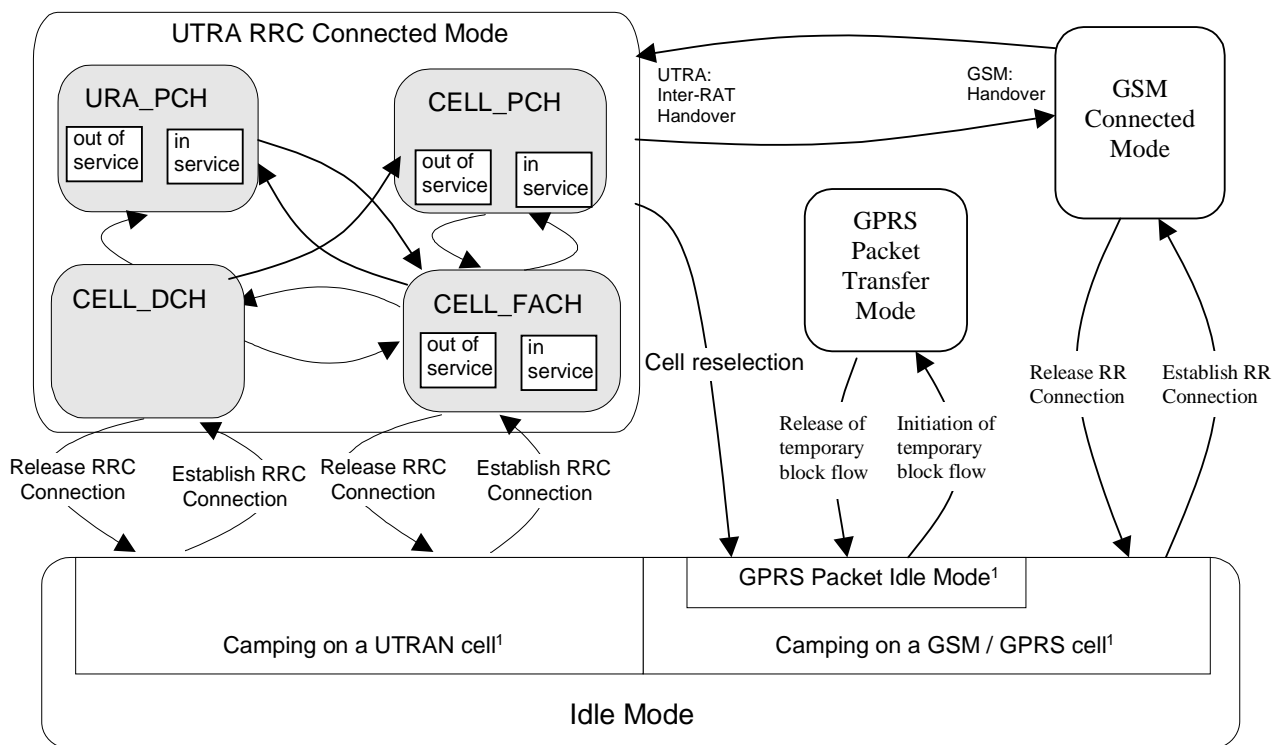 UTRA RRC Connected Mode
URA_PCH
out of
service
in
service
CELL_PCH
out of
service
in
service
CELL_DCH
CELL_FACH
out of
service
in
service
UTRA:
Inter-RAT
Handover
GSM:
Handover
GSM
Connected
Mode
GPRS
Packet
Transfer
Mode
Cell reselection
Release RR
Connection
Establish RR
Connection
Release of
temporary
block flow
Initiation of
temporary
block flow
Release RRC
Connection
Establish RRC
Connection
Release RRC
Connection
Establish RRC
Connection
GPRS Packet Idle Mode¹
Camping on a UTRAN cell¹
Camping on a GSM / GPRS cell¹
Idle Mode